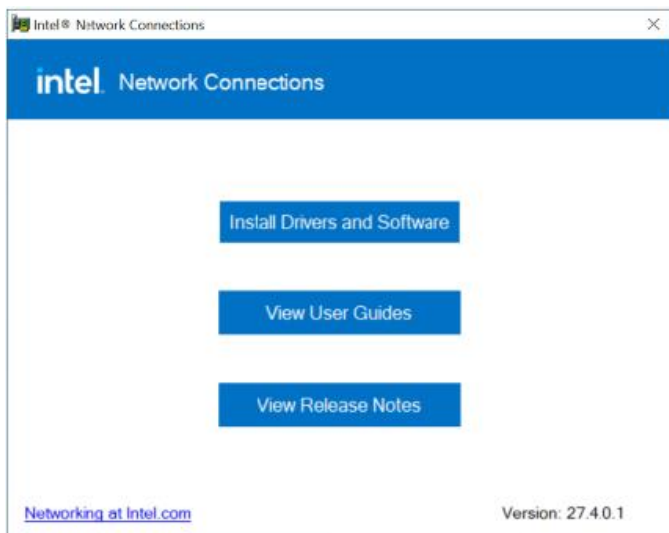 Intel® Network Connections
intel. Network Connections
Install Drivers and Software
View User Guides
View Release Notes
Networking at Intel.com
Version: 27.4.0.1